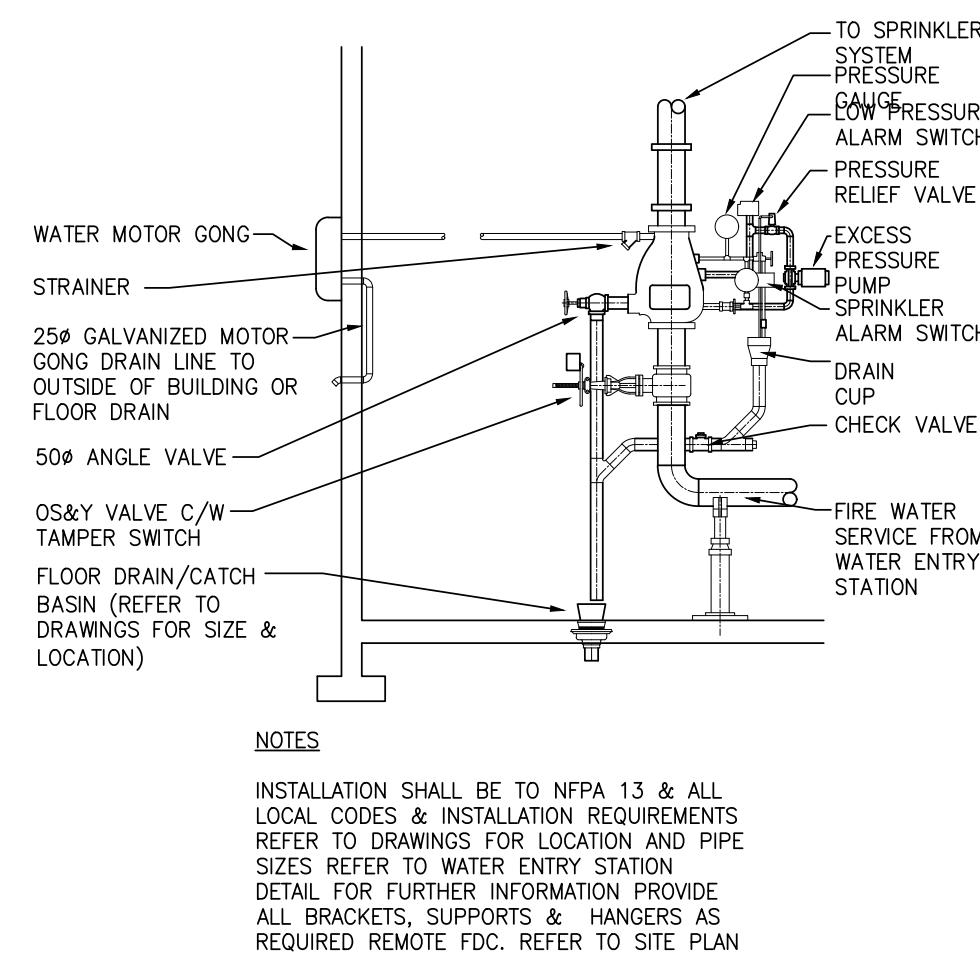 TO SPRINKLER
SYSTEM
PRESSURE
GAUGE
LOW PRESSUR
ALARM SWITCH
PRESSURE
RELIEF VALVE
EXCESS
PRESSURE
PUMP
SPRINKLER
ALARM SWITCH
DRAIN
CUP
CHECK VALVE
FIRE WATER
SERVICE FROM
WATER ENTRY
STATION
WATER MOTOR GONG
STRAINER
25ø GALVANIZED MOTOR
GONG DRAIN LINE TO
OUTSIDE OF BUILDING OR
FLOOR DRAIN
50ø ANGLE VALVE
OS&Y VALVE C/W
TAMPER SWITCH
FLOOR DRAIN/CATCH
BASIN (REFER TO
DRAWINGS FOR SIZE &
LOCATION)
NOTES
INSTALLATION SHALL BE TO NFPA 13 & ALL
LOCAL CODES & INSTALLATION REQUIREMENTS
REFER TO DRAWINGS FOR LOCATION AND PIPE
SIZES REFER TO WATER ENTRY STATION
DETAIL FOR FURTHER INFORMATION PROVIDE
ALL BRACKETS, SUPPORTS & HANGERS AS
REQUIRED REMOTE FDC. REFER TO SITE PLAN